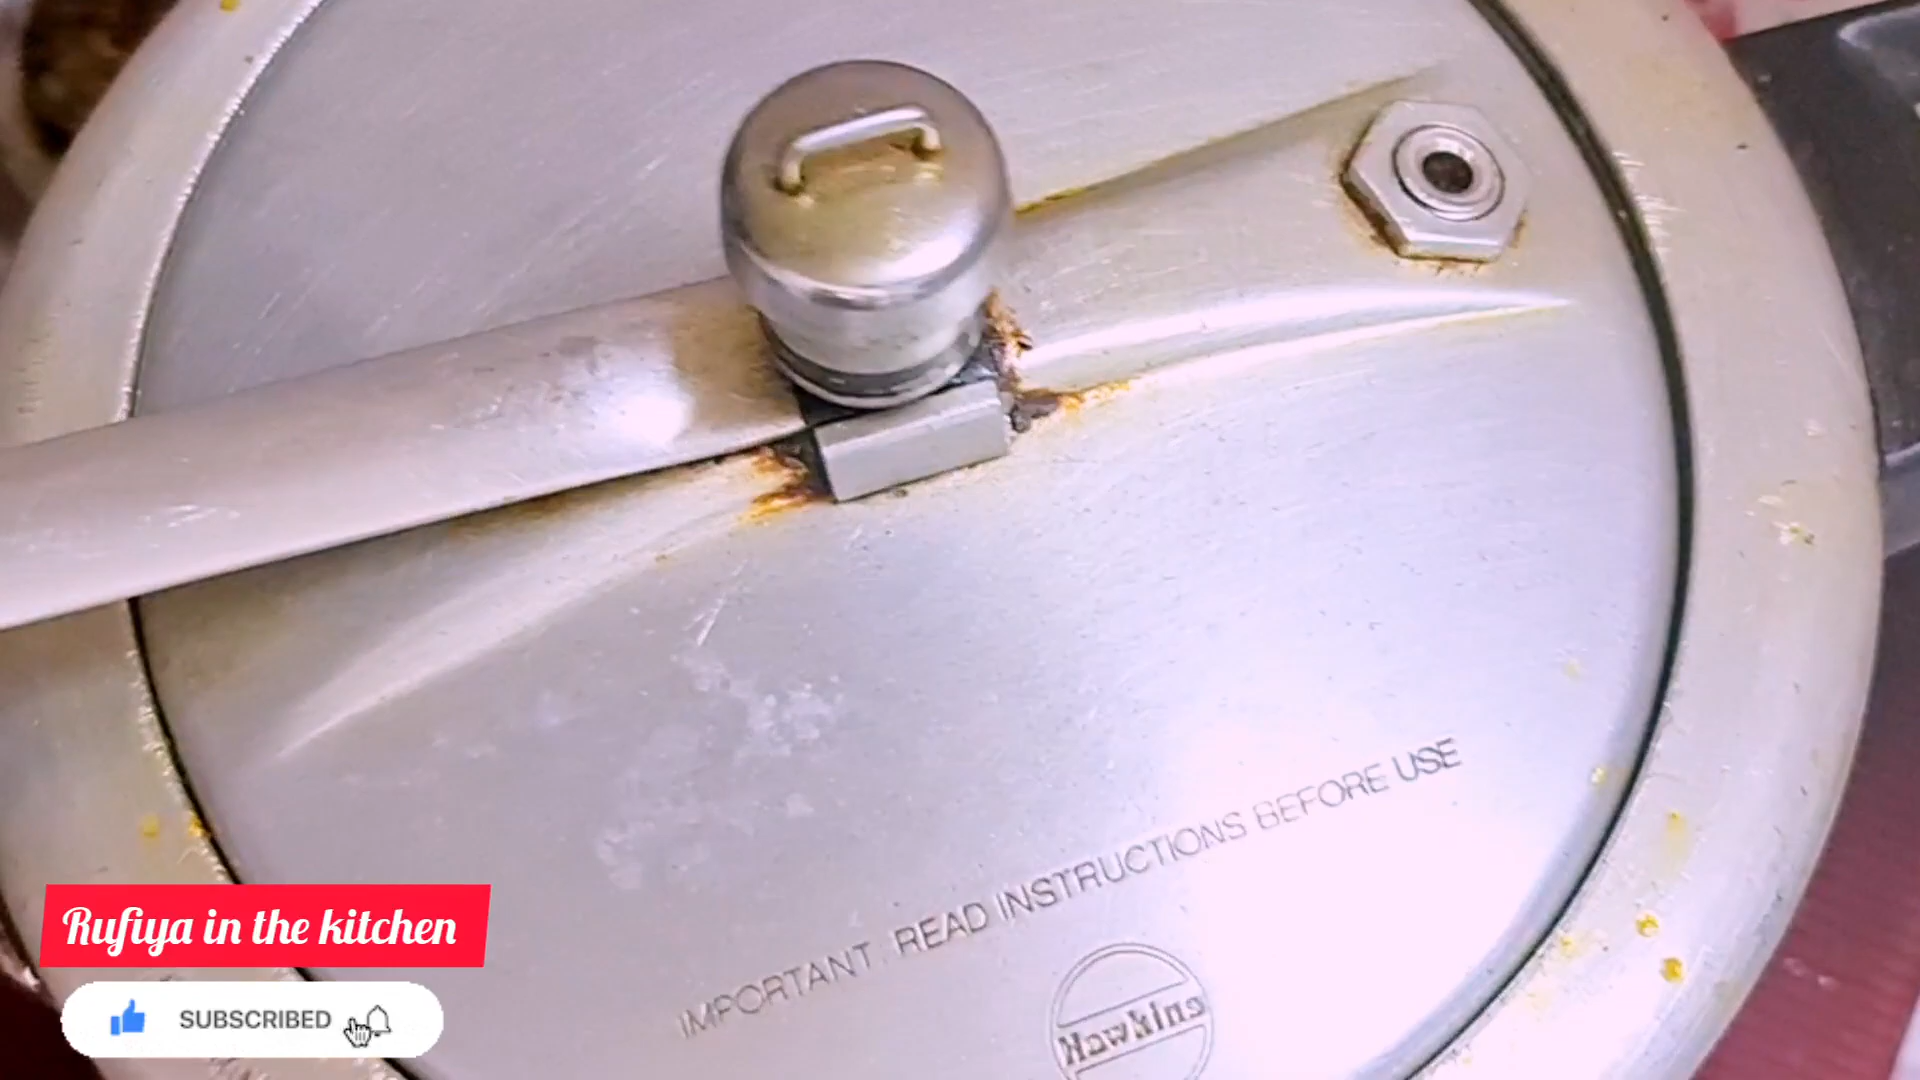 IMPORTANT: READ INSTRUCTIONS BEFORE USE
Hawkins
Rufiya in the kitchen
SUBSCRIBED